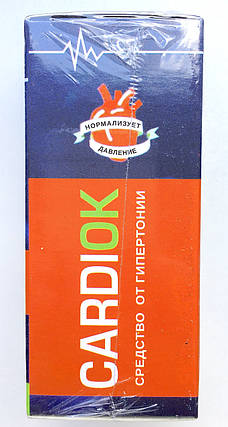 НОРМАЛИЗУЕТ
ДАВЛЕНИЕ
CARDIOK
СРЕДСТВО ОТ ГИПЕРТОНИИ